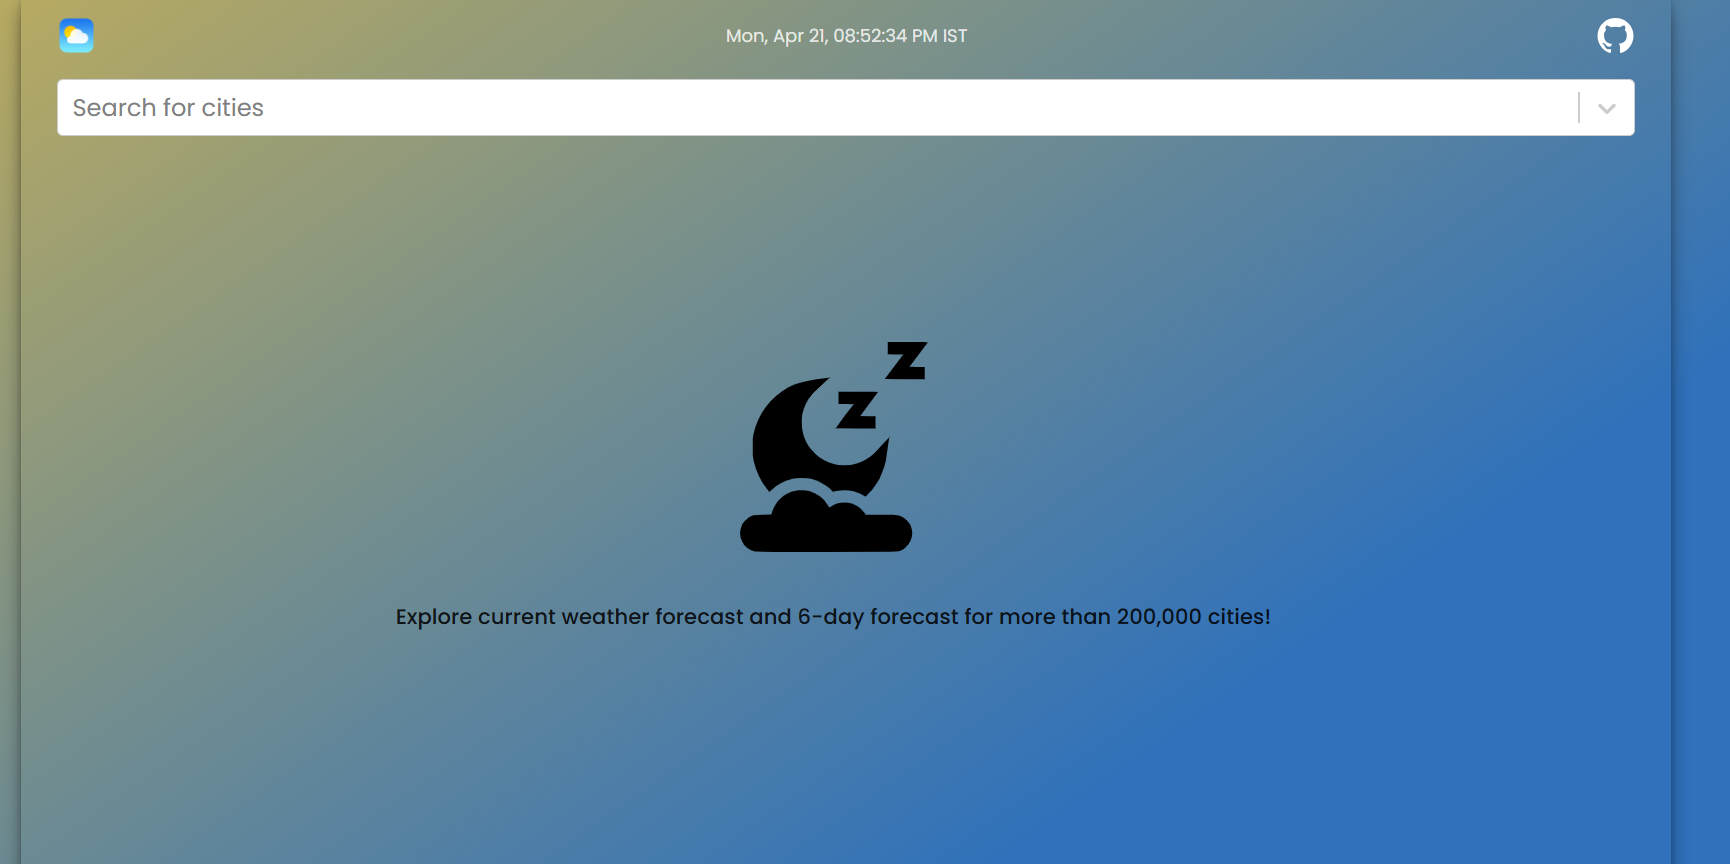 Mon, Apr 21, 08:52:34 PM IST
Search for cities
z
z
Explore current weather forecast and 6-day forecast for more than 200,000 cities!